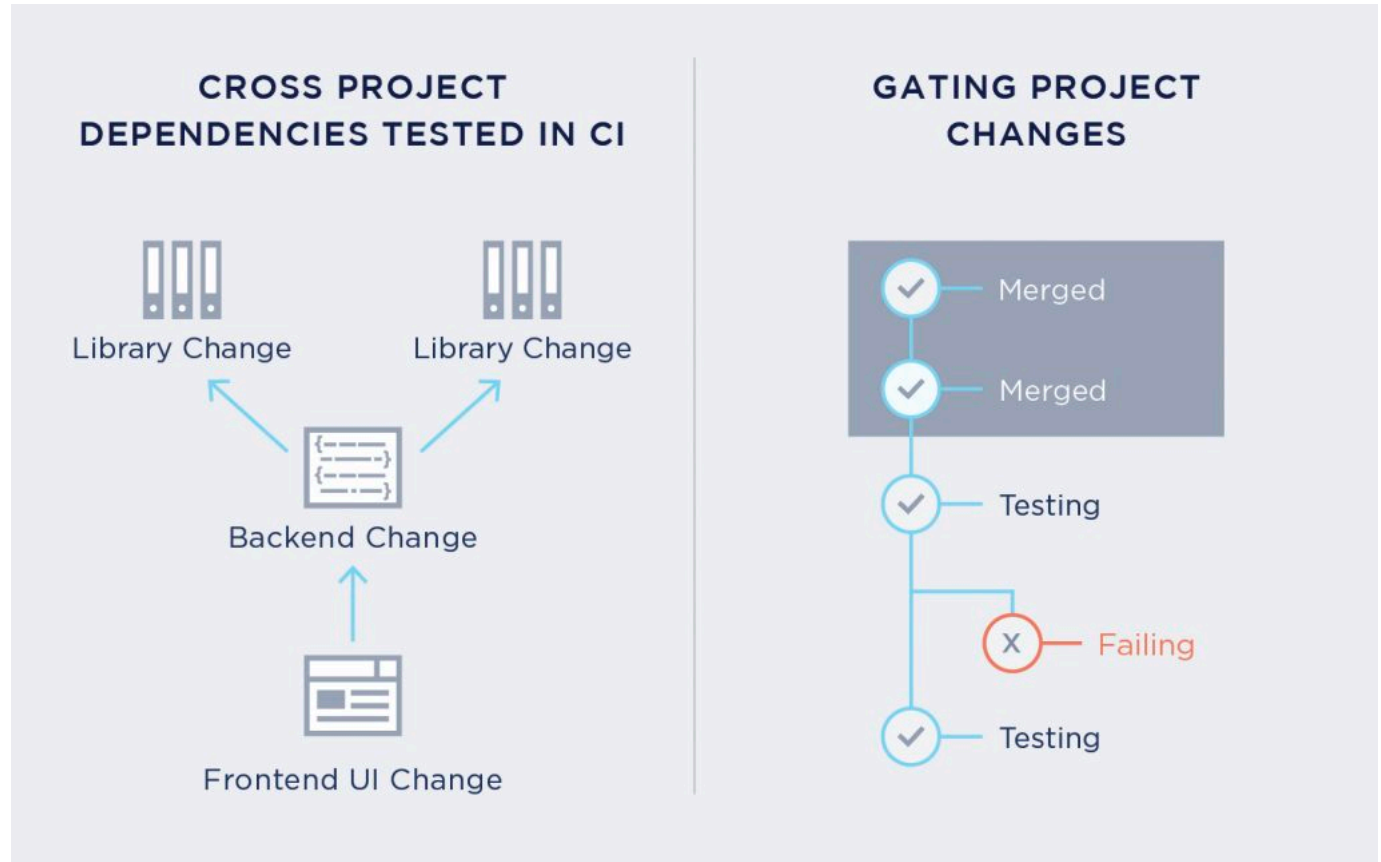 CROSS PROJECT
DEPENDENCIES TESTED IN CI
Library Change
Library Change
Backend Change
Frontend UI Change
GATING PROJECT
CHANGES
Merged
Merged
Testing
X
Failing
Testing